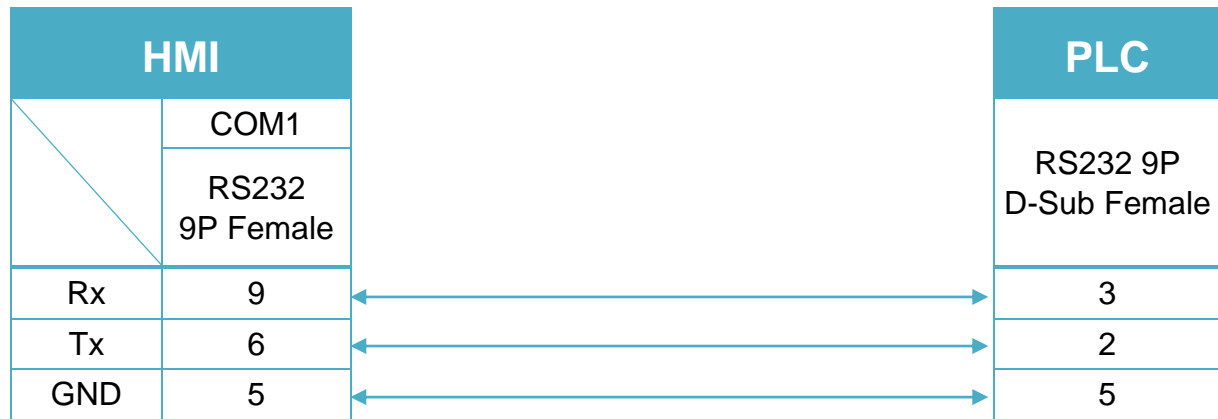 HMI
PLC
COM1
RS232
9P Female
RS232 9P
D-Sub Female
Rx 9 3
Tx 6 2
GND 5 5